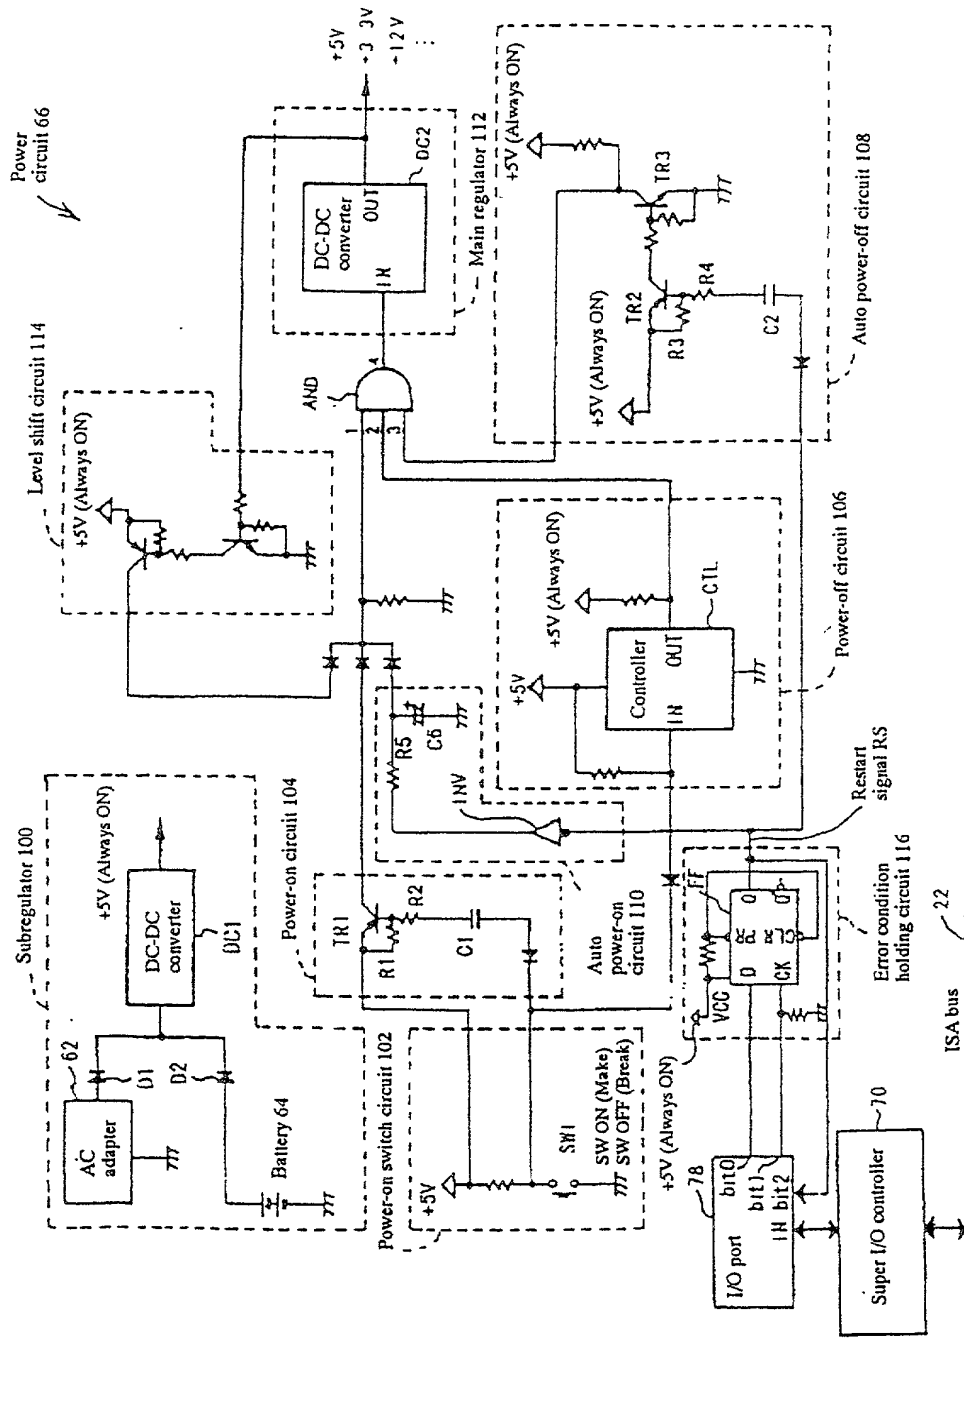 Power
circuit 66
Subregulator 100
+5V (Always ON)
62
AC
adapter
D1
D2
DC-DC
converter
DC1
Battery 64
Level shift circuit 114
+5V (Always ON)
+5V
+3 3V
+12V
DC-DC
converter
IN
OUT
DC2
Main regulator 112
AND
1
2
3
4
Power-on circuit 104
TR1
R1
R2
C1
R5
C6
INV
Auto
power-on
circuit 110
Power-on switch circuit 102
+5V
SW1
SW ON (Make)
SW OFF (Break)
+5V (Always ON)
+5V
Controller
IN
OUT
CTL
Power-off circuit 106
+5V (Always ON)
+5V (Always ON)
TR2
TR3
R3
R4
C2
Auto power-off circuit 108
+5V (Always ON)
VCC
FF
D
PR
Q
CK
CLR
Q
Restart
signal RS
Error condition
holding circuit 116
78
I/O port
bit0
bit1
bit2
IN
70
Super I/O controller
22
ISA bus